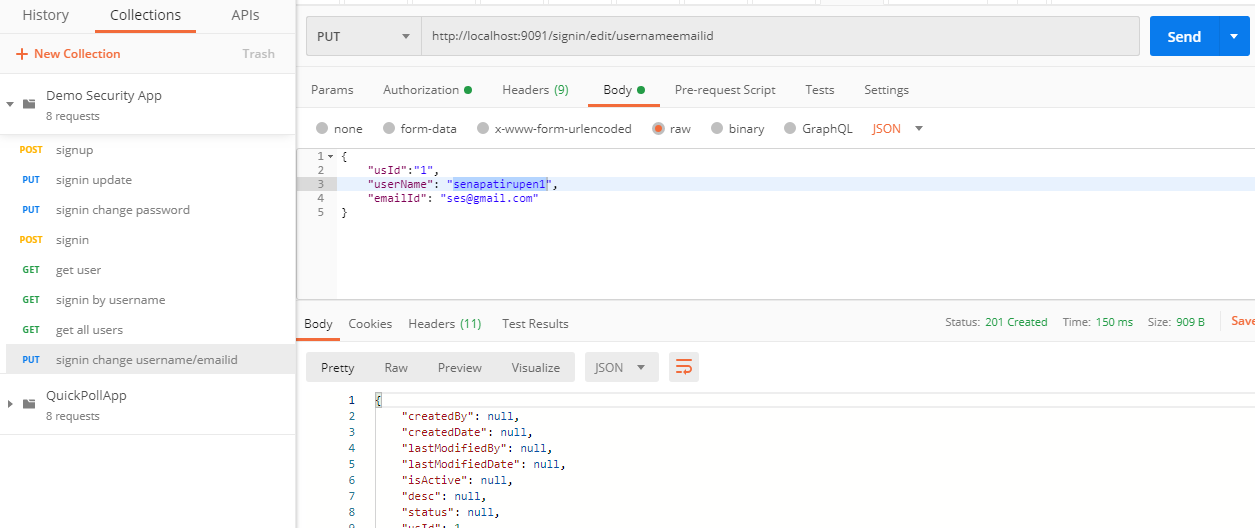 History Collections APIs
+ New Collection Trash
Demo Security App
8 requests
POST signup
PUT signin update
PUT signin change password
POST signin
GET get user
GET signin by username
GET get all users
PUT signin change username/emailid
QuickPollApp
8 requests
PUT http://localhost:9091/signin/edit/usernameemailid Send
Params Authorization Headers (9) Body Pre-request Script Tests Settings
none form-data x-www-form-urlencoded raw binary GraphQL JSON
1 {
2 "usId":"1",
3 "userName": "senapatirupen1",
4 "emailId": "ses@gmail.com"
5 }
Body Cookies Headers (11) Test Results Status: 201 Created Time: 150 ms Size: 909 B Save
Pretty Raw Preview Visualize JSON
1 {
2 "createdBy": null,
3 "createdDate": null,
4 "lastModifiedBy": null,
5 "lastModifiedDate": null,
6 "isActive": null,
7 "desc": null,
8 "status": null,
9 "usId": 1